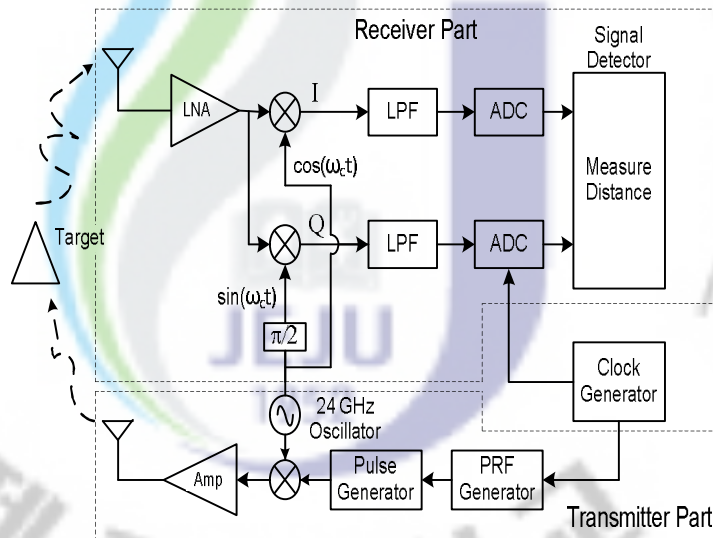 Receiver Part
Signal
Detector
LNA
I
LPF
ADC
cos(ωct)
Measure
Distance
Target
Q
LPF
ADC
sin(ωct)
π/2
JEJU
1952
24 GHz
Oscillator
Clock
Generator
Amp
Pulse
Generator
PRF
Generator
Transmitter Part